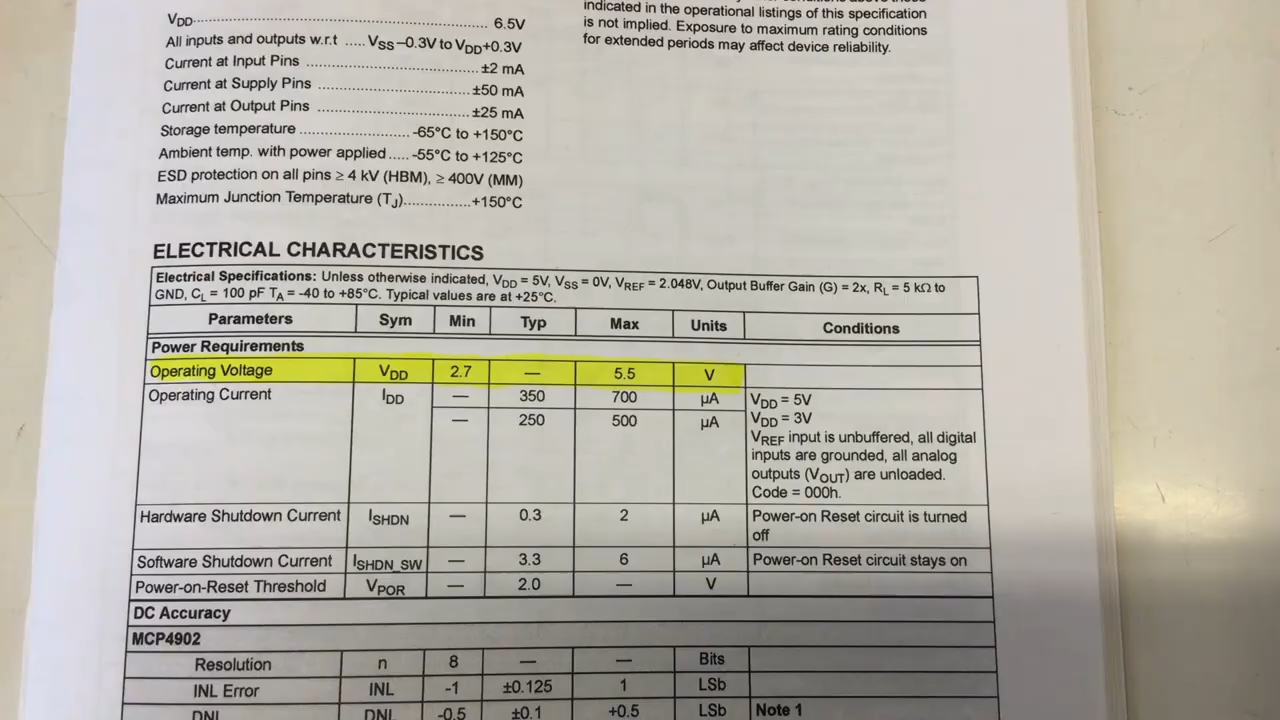 VDD.......................................................................... 6.5V
All inputs and outputs w.r.t ..... VSS–0.3V to VDD+0.3V
Current at Input Pins ..........................................±2 mA
Current at Supply Pins .....................................±50 mA
Current at Output Pins .....................................±25 mA
Storage temperature ...........................-65°C to +150°C
Ambient temp. with power applied.....-55°C to +125°C
ESD protection on all pins ≥ 4 kV (HBM), ≥ 400V (MM)
Maximum Junction Temperature (TJ)................+150°C
indicated in the operational listings of this specification
is not implied. Exposure to maximum rating conditions
for extended periods may affect device reliability.
ELECTRICAL CHARACTERISTICS
Electrical Specifications: Unless otherwise indicated, VDD = 5V, VSS = 0V, VREF = 2.048V, Output Buffer Gain (G) = 2x, RL = 5 kΩ to
GND, CL = 100 pF TA = -40 to +85°C. Typical values are at +25°C.
Parameters Sym Min Typ Max Units Conditions
Power Requirements
Operating Voltage VDD 2.7 — 5.5 V
Operating Current IDD — 350 700 µA VDD = 5V
— 250 500 µA VDD = 3V
VREF input is unbuffered, all digital
inputs are grounded, all analog
outputs (VOUT) are unloaded.
Code = 000h.
Hardware Shutdown Current ISHDN — 0.3 2 µA Power-on Reset circuit is turned
off
Software Shutdown Current ISHDN_SW — 3.3 6 µA Power-on Reset circuit stays on
Power-on-Reset Threshold VPOR — 2.0 — V
DC Accuracy
MCP4902
Resolution n 8 — — Bits
INL Error INL -1 ±0.125 1 LSb
DNL DNL -0.5 ±0.1 +0.5 LSb Note 1